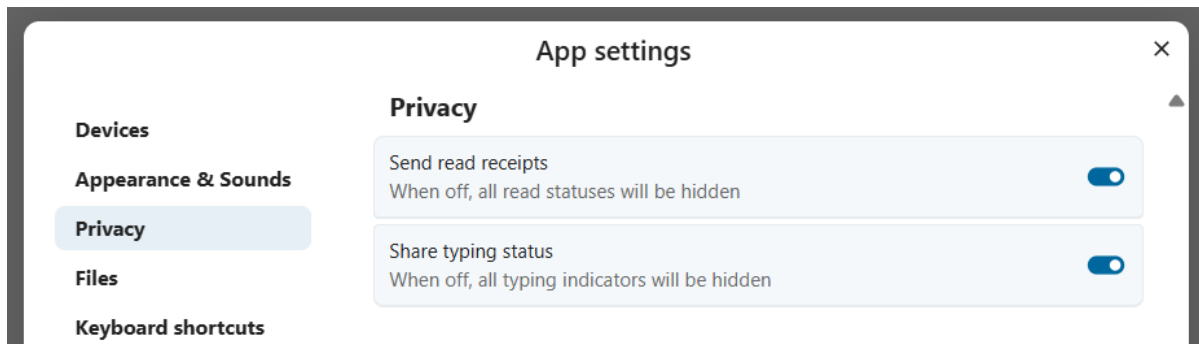 App settings
Devices
Appearance & Sounds
Privacy
Files
Keyboard shortcuts
Privacy
Send read receipts
When off, all read statuses will be hidden
Share typing status
When off, all typing indicators will be hidden